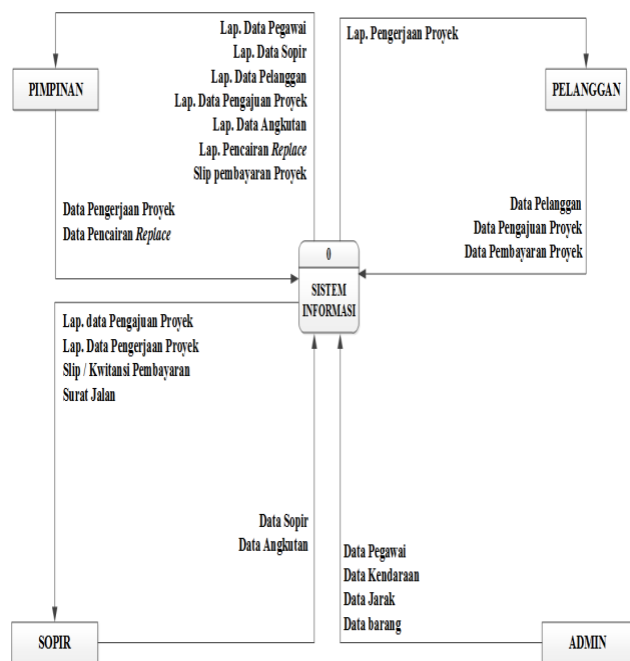 Lap. Data Pegawai
Lap. Data Sopir
Lap. Data Pelanggan
Lap. Data Pengajuan Proyek
Lap. Data Angkutan
Lap. Pencairan Replace
Slip pembayaran Proyek
Lap. Pengerjaan Proyek
PIMPINAN
PELANGGAN
Data Pengerjaan Proyek
Data Pencairan Replace
Data Pelanggan
Data Pengajuan Proyek
Data Pembayaran Proyek
0
SISTEM
INFORMASI
Lap. data Pengajuan Proyek
Lap. Data Pengerjaan Proyek
Slip / Kwitansi Pembayaran
Surat Jalan
Data Sopir
Data Angkutan
Data Pegawai
Data Kendaraan
Data Jarak
Data barang
SOPIR
ADMIN